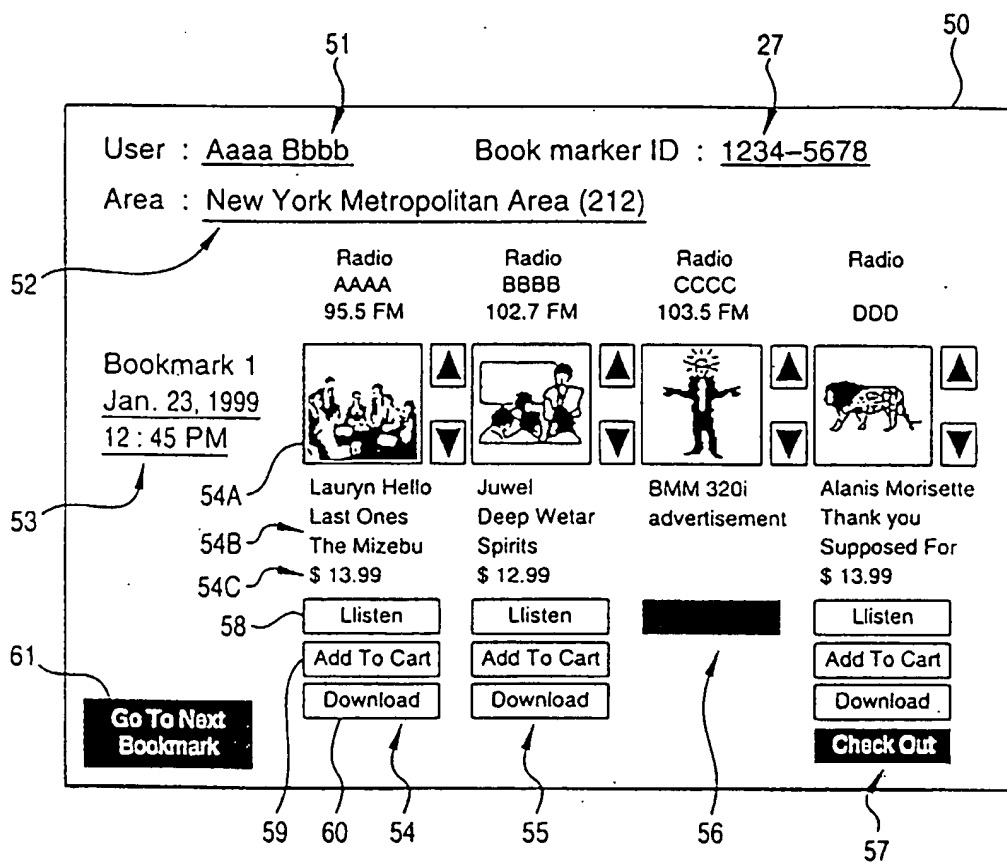 51
27
50
User : Aaaa Bbbb
Book marker ID : 1234-5678
Area : New York Metropolitan Area (212)
52
Radio
AAAA
95.5 FM
Radio
BBBB
102.7 FM
Radio
CCCC
103.5 FM
Radio
DDD
Bookmark 1
Jan. 23, 1999
12 : 45 PM
53
54A
54B
54C
58
Lauryn Hello
Last Ones
The Mizebu
$ 13.99
Llisten
Add To Cart
Download
Juwel
Deep Wetar
Spirits
$ 12.99
Llisten
Add To Cart
Download
BMM 320i
advertisement
Alanis Morisette
Thank you
Supposed For
$ 13.99
Llisten
Add To Cart
Download
Check Out
61
Go To Next
Bookmark
59
60
54
55
56
57